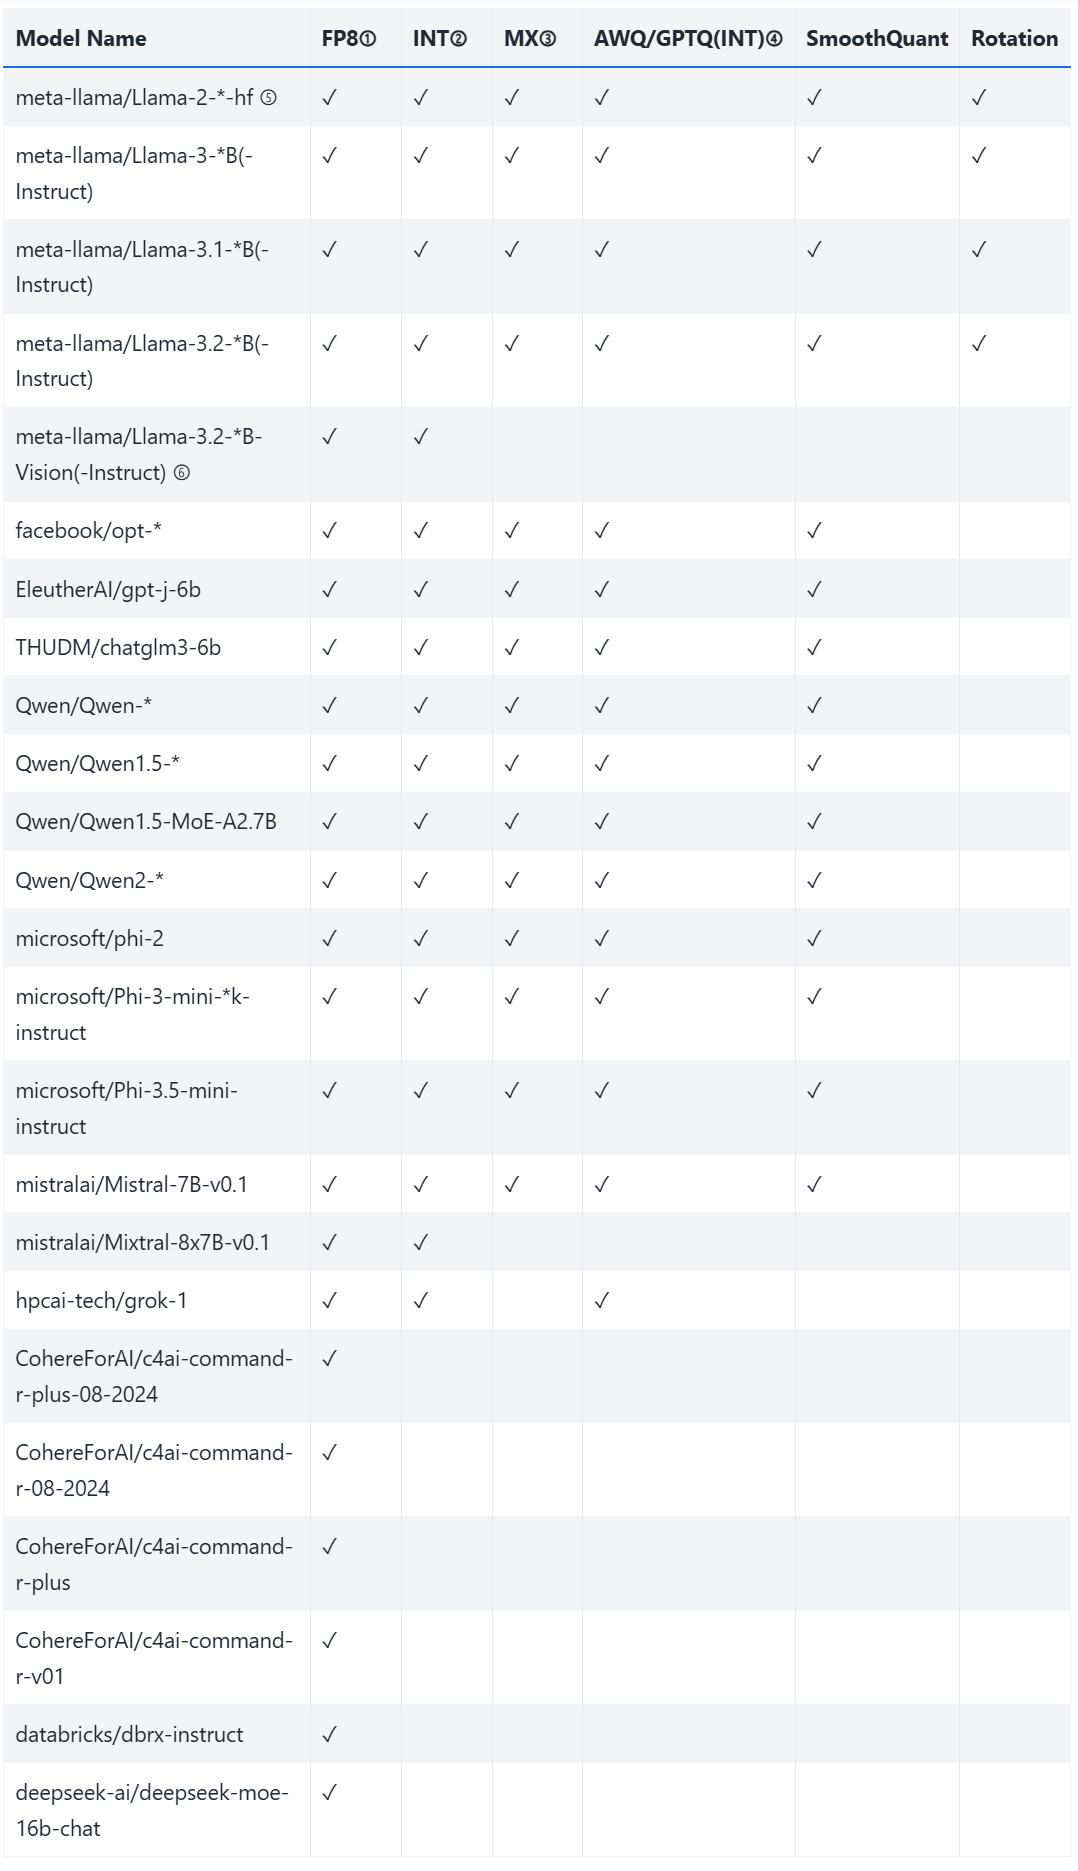 Model Name FP8① INT② MX③ AWQ/GPTQ(INT)④ SmoothQuant Rotation
meta-llama/Llama-2-*-hf ⑤ ✓ ✓ ✓ ✓ ✓ ✓
meta-llama/Llama-3-*B(- ✓ ✓ ✓ ✓ ✓ ✓
Instruct)
meta-llama/Llama-3.1-*B(- ✓ ✓ ✓ ✓ ✓ ✓
Instruct)
meta-llama/Llama-3.2-*B(- ✓ ✓ ✓ ✓ ✓ ✓
Instruct)
meta-llama/Llama-3.2-*B- ✓ ✓
Vision(-Instruct) ⑥
facebook/opt-* ✓ ✓ ✓ ✓ ✓
EleutherAI/gpt-j-6b ✓ ✓ ✓ ✓ ✓
THUDM/chatglm3-6b ✓ ✓ ✓ ✓ ✓
Qwen/Qwen-* ✓ ✓ ✓ ✓ ✓
Qwen/Qwen1.5-* ✓ ✓ ✓ ✓ ✓
Qwen/Qwen1.5-MoE-A2.7B ✓ ✓ ✓ ✓ ✓
Qwen/Qwen2-* ✓ ✓ ✓ ✓ ✓
microsoft/phi-2 ✓ ✓ ✓ ✓ ✓
microsoft/Phi-3-mini-*k- ✓ ✓ ✓ ✓ ✓
instruct
microsoft/Phi-3.5-mini- ✓ ✓ ✓ ✓ ✓
instruct
mistralai/Mistral-7B-v0.1 ✓ ✓ ✓ ✓ ✓
mistralai/Mixtral-8x7B-v0.1 ✓ ✓
hpcai-tech/grok-1 ✓ ✓ ✓
CohereForAI/c4ai-command- ✓
r-plus-08-2024
CohereForAI/c4ai-command- ✓
r-08-2024
CohereForAI/c4ai-command- ✓
r-plus
CohereForAI/c4ai-command- ✓
r-v01
databricks/dbrx-instruct ✓
deepseek-ai/deepseek-moe- ✓
16b-chat